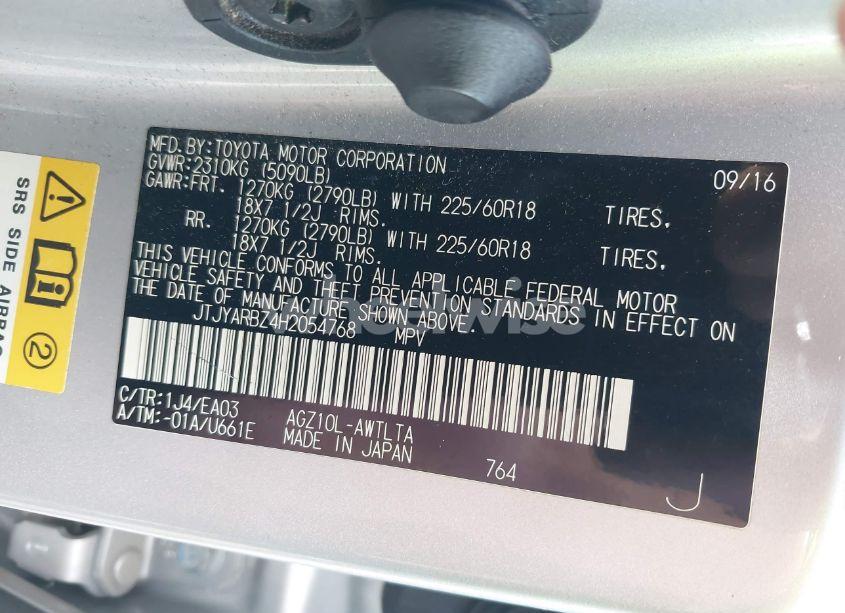 MFD. BY: TOYOTA MOTOR CORPORATION 09/16
GVWR: 2310KG (5090LB)
GAWR: FRT. 1270KG (2790LB) WITH 225/60R18 TIRES,
18X7 1/2J RIMS.
RR. 1270KG (2790LB) WITH 225/60R18 TIRES,
18X7 1/2J RIMS.
THIS VEHICLE CONFORMS TO ALL APPLICABLE FEDERAL MOTOR
VEHICLE SAFETY AND THEFT PREVENTION STANDARDS IN EFFECT ON
THE DATE OF MANUFACTURE SHOWN ABOVE.
JTJYARBZ4H2054768 MPV
C/TR: 1J4/EA03 AGZ10L-AWTLTA
A/TM: -01A/U661E MADE IN JAPAN 764 J
SRS SIDE AIRBAG
2